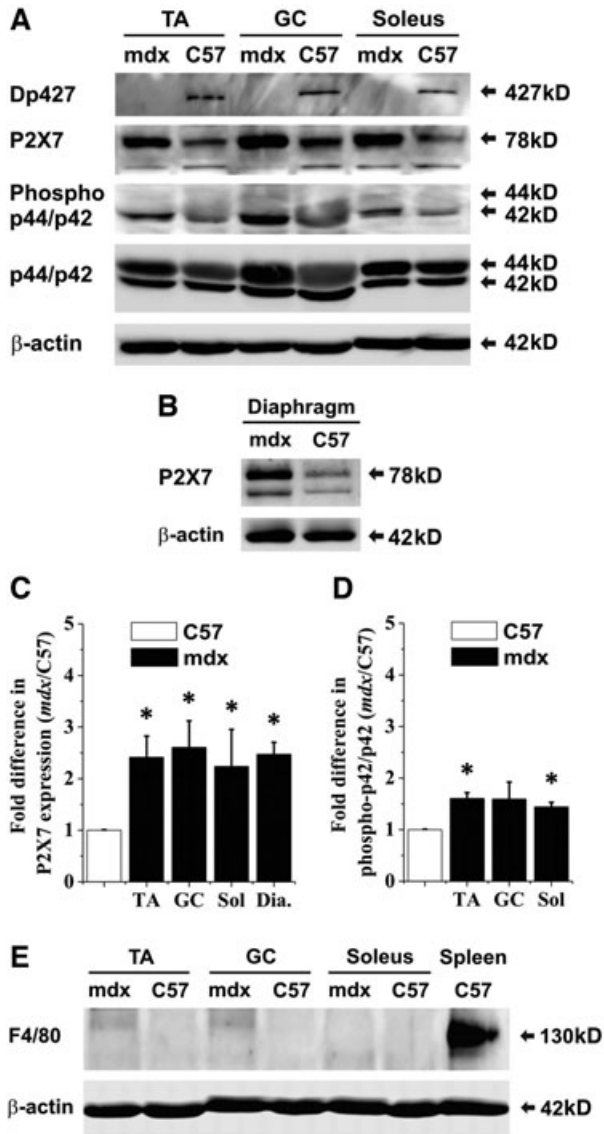 A
TA GC Soleus
mdx C57 mdx C57 mdx C57
Dp427 427kD
P2X7 78kD
Phospho 44kD
p44/p42 42kD
p44/p42 44kD
42kD
β-actin 42kD
B
Diaphragm
mdx C57
P2X7 78kD
β-actin 42kD
C
Fold difference in
P2X7 expression (mdx/C57)
5
4
3
2
1
0
C57
mdx
* * * *
TA GC Sol Dia.
D
Fold difference in
phospho-p42/p42 (mdx/C57)
5
4
3
2
1
0
C57
mdx
* *
TA GC Sol
E
TA GC Soleus Spleen
mdx C57 mdx C57 mdx C57 C57
F4/80 130kD
β-actin 42kD